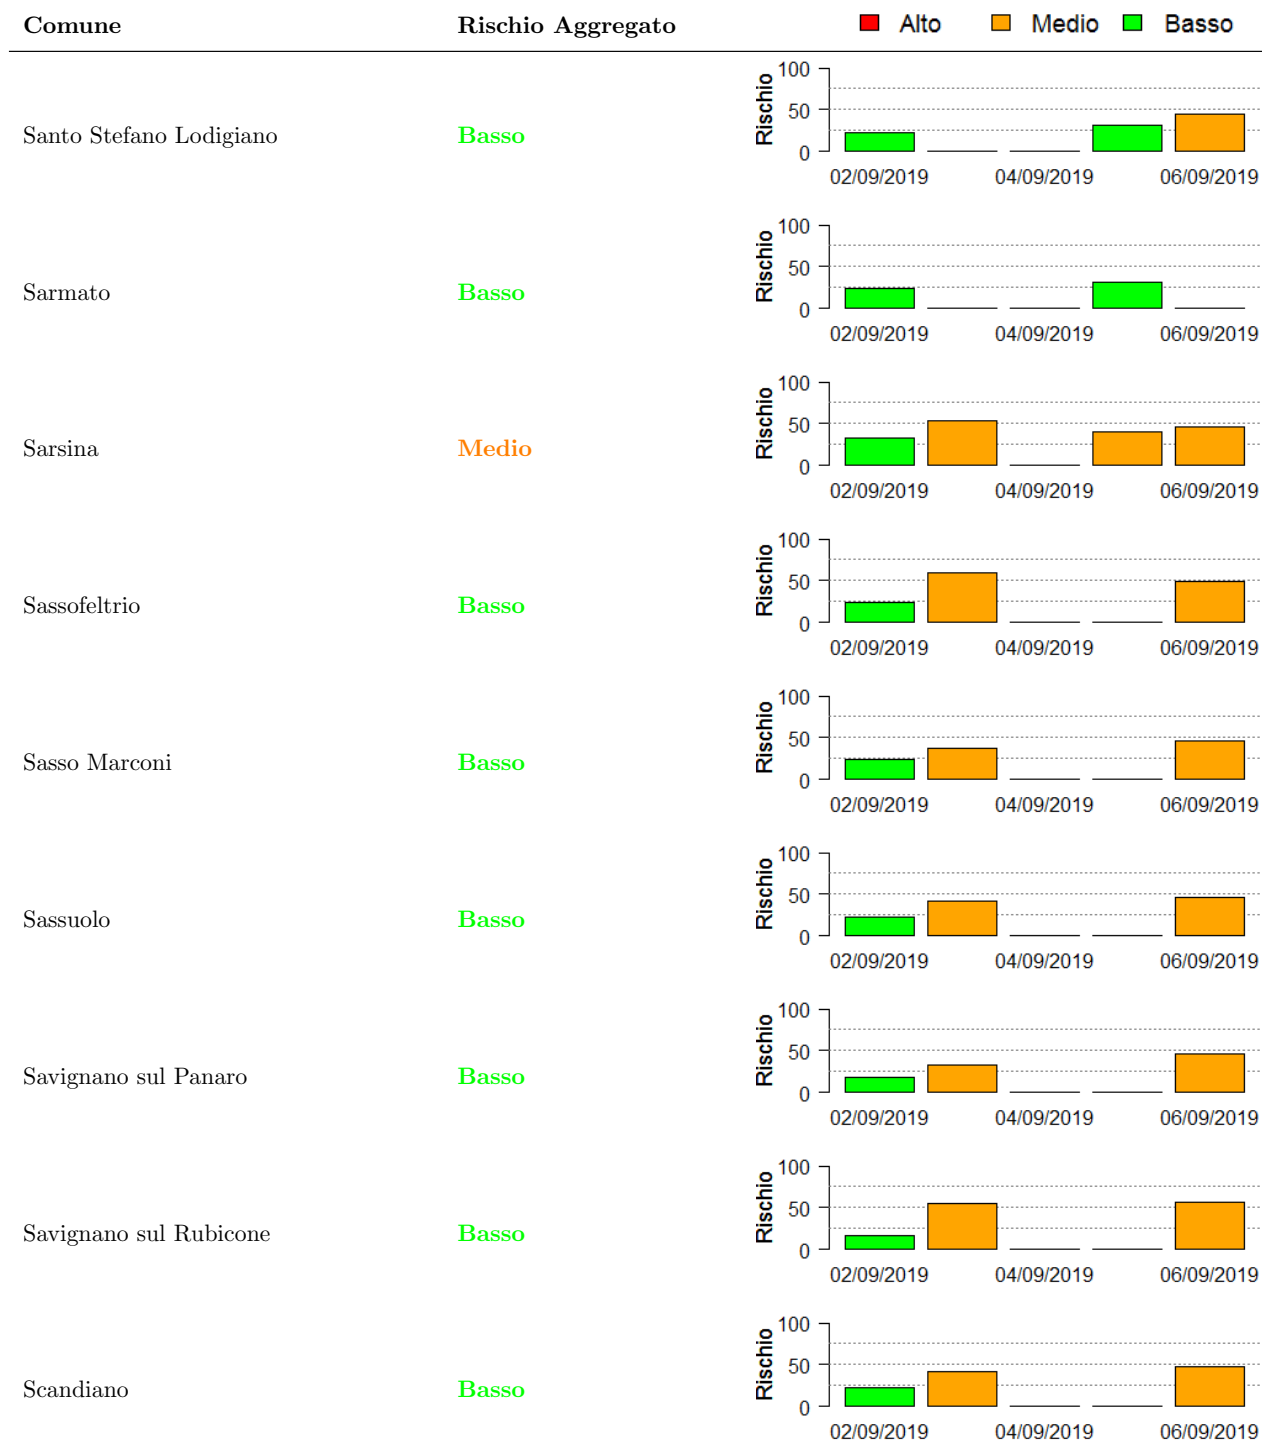 Comune Rischio Aggregato Alto Medio Basso
Rischio
100
50
0
Santo Stefano Lodigiano Basso
02/09/2019 04/09/2019 06/09/2019
Rischio
100
50
0
Sarmato Basso
02/09/2019 04/09/2019 06/09/2019
Rischio
100
50
0
Sarsina Medio
02/09/2019 04/09/2019 06/09/2019
Rischio
100
50
0
Sassofeltrio Basso
02/09/2019 04/09/2019 06/09/2019
Rischio
100
50
0
Sasso Marconi Basso
02/09/2019 04/09/2019 06/09/2019
Rischio
100
50
0
Sassuolo Basso
02/09/2019 04/09/2019 06/09/2019
Rischio
100
50
0
Savignano sul Panaro Basso
02/09/2019 04/09/2019 06/09/2019
Rischio
100
50
0
Savignano sul Rubicone Basso
02/09/2019 04/09/2019 06/09/2019
Rischio
100
50
0
Scandiano Basso
02/09/2019 04/09/2019 06/09/2019